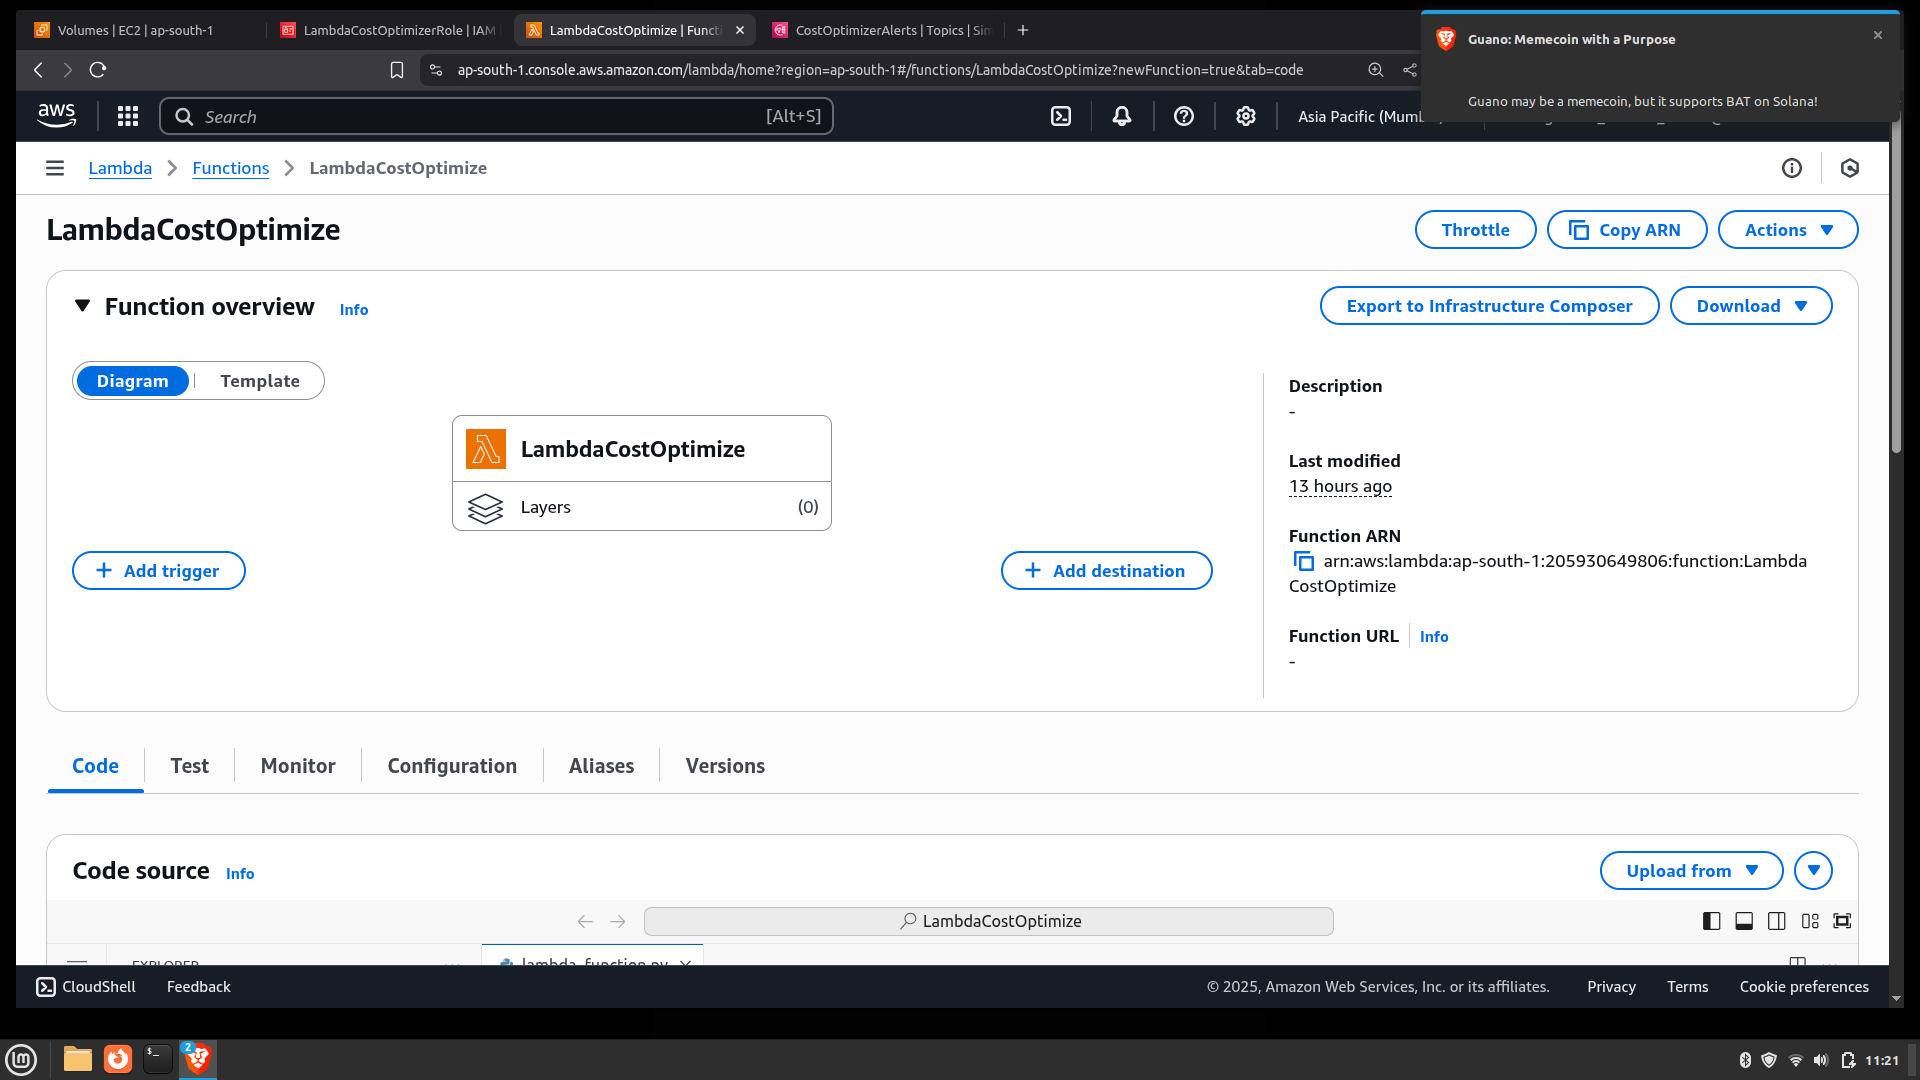 Volumes | EC2 | ap-south-1
LambdaCostOptimizerRole | IAM
LambdaCostOptimize | Functi
CostOptimizerAlerts | Topics | Sim
Guano: Memecoin with a Purpose
Guano may be a memecoin, but it supports BAT on Solana!
ap-south-1.console.aws.amazon.com/lambda/home?region=ap-south-1#/functions/LambdaCostOptimize?newFunction=true&tab=code
aws
Search
[Alt+S]
Asia Pacific (Mumb
Lambda
Functions
LambdaCostOptimize
LambdaCostOptimize
Throttle
Copy ARN
Actions
Function overview
Info
Export to Infrastructure Composer
Download
Diagram
Template
LambdaCostOptimize
Layers
(0)
Add trigger
Add destination
Description
-
Last modified
13 hours ago
Function ARN
arn:aws:lambda:ap-south-1:205930649806:function:Lambda
CostOptimize
Function URL
Info
-
Code
Test
Monitor
Configuration
Aliases
Versions
Code source
Info
Upload from
LambdaCostOptimize
EXPLORER
lambda_function.py
CloudShell
Feedback
© 2025, Amazon Web Services, Inc. or its affiliates.
Privacy
Terms
Cookie preferences
2
11:21